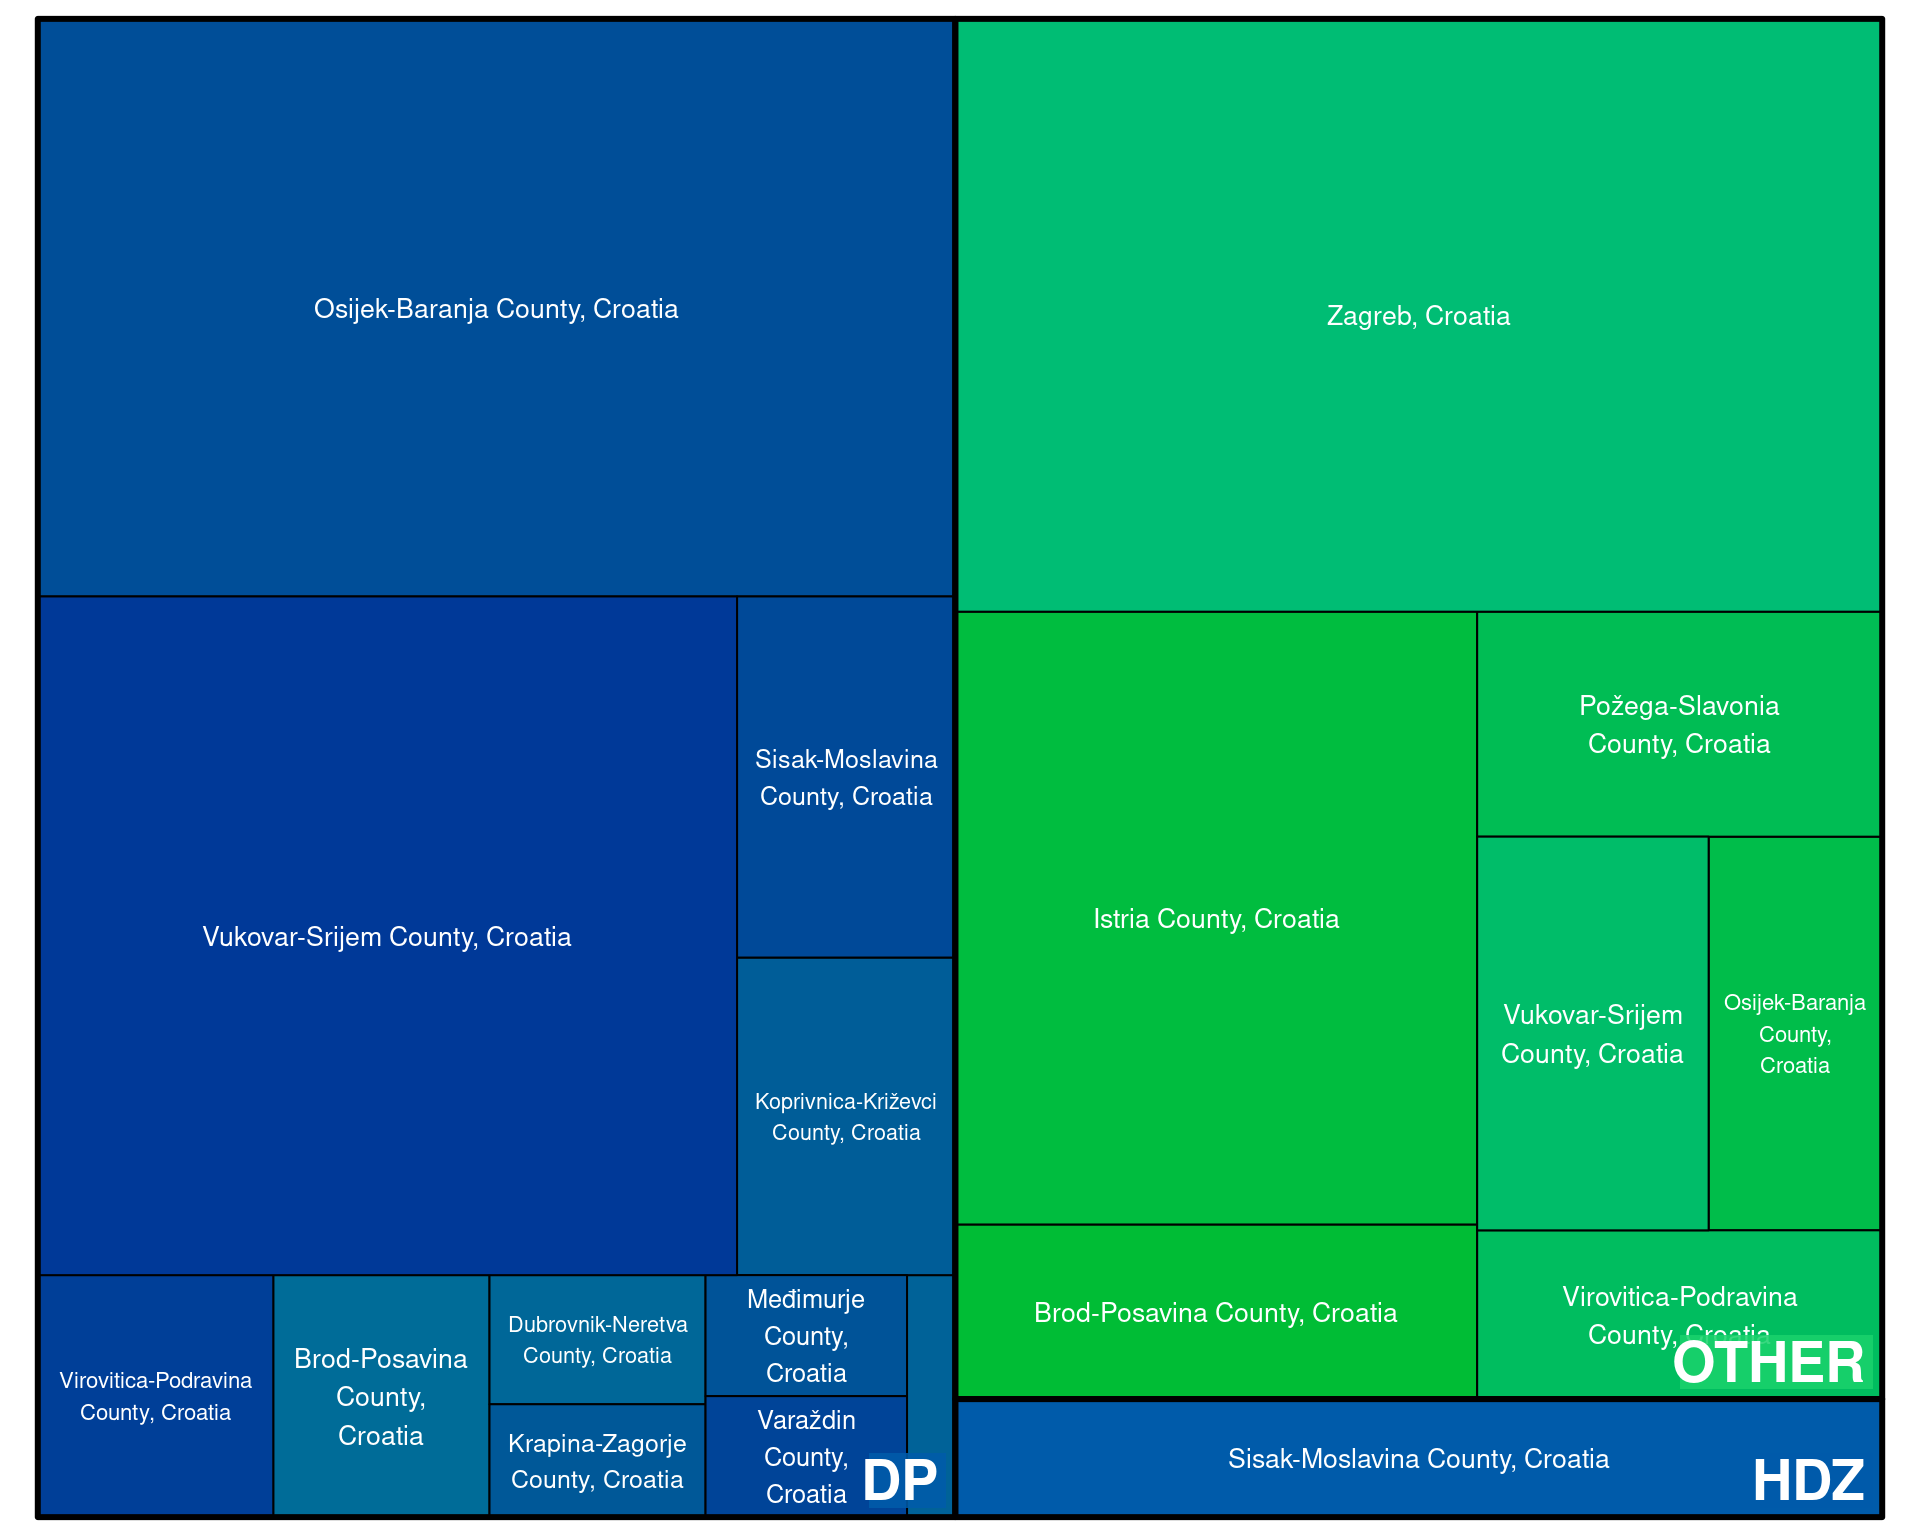 Osijek-Baranja County, Croatia
Vukovar-Srijem County, Croatia
Sisak-Moslavina
County, Croatia
Koprivnica-Križevci
County, Croatia
Virovitica-Podravina
County, Croatia
Brod-Posavina
County,
Croatia
Dubrovnik-Neretva
County, Croatia
Krapina-Zagorje
County, Croatia
Međimurje
County,
Croatia
Varaždin
County,
Croatia
DP
Zagreb, Croatia
Istria County, Croatia
Požega-Slavonia
County, Croatia
Vukovar-Srijem
County, Croatia
Osijek-Baranja
County,
Croatia
Brod-Posavina County, Croatia
Virovitica-Podravina
County, Croatia
OTHER
Sisak-Moslavina County, Croatia
HDZ